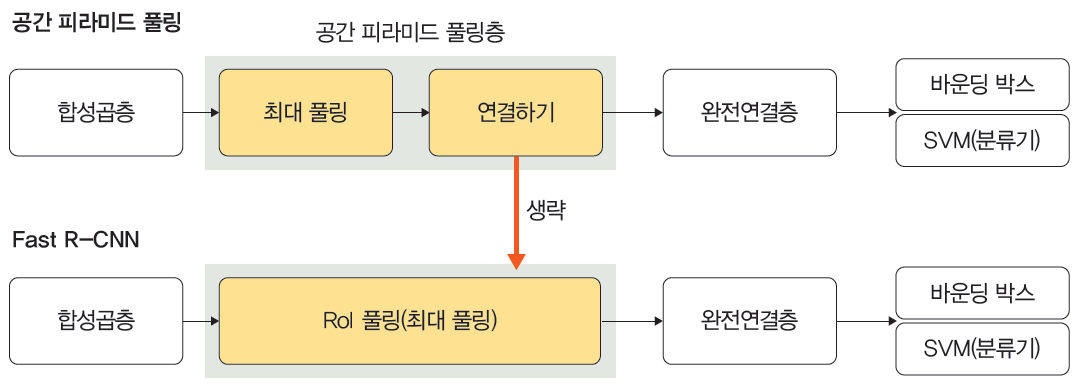 공간 피라미드 풀링
공간 피라미드 풀링층
합성곱층
최대 풀링
연결하기
완전연결층
바운딩 박스
SVM(분류기)
생략
Fast R-CNN
합성곱층
RoI 풀링(최대 풀링)
완전연결층
바운딩 박스
SVM(분류기)